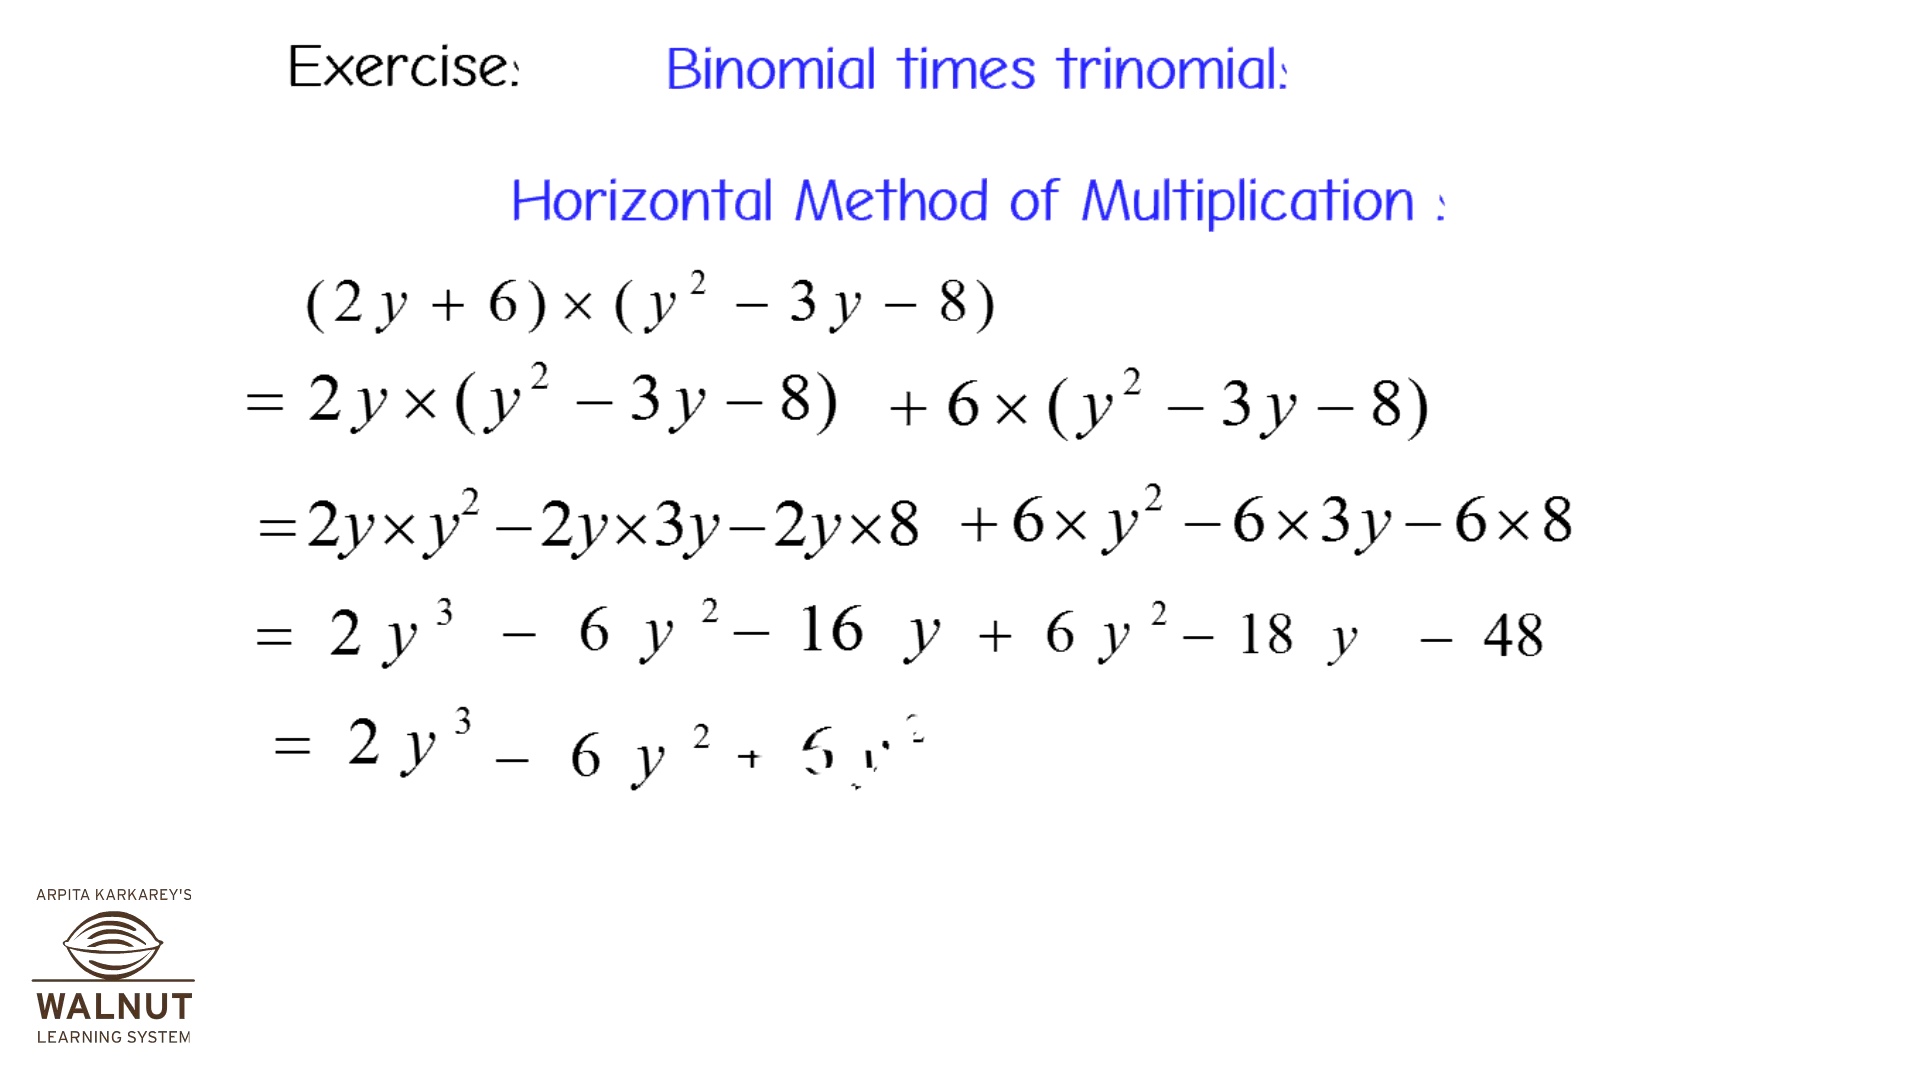 Exercise: Binomial times trinomial:
Horizontal Method of Multiplication :
(2y + 6) × (y² − 3y − 8)
= 2y × (y² − 3y − 8) + 6 × (y² − 3y − 8)
= 2y × y² − 2y × 3y − 2y × 8 + 6 × y² − 6 × 3y − 6 × 8
= 2y³ − 6y² − 16y + 6y² − 18y − 48
= 2y³ − 6y² +
ARPITA KARKAREY'S
WALNUT
LEARNING SYSTEM